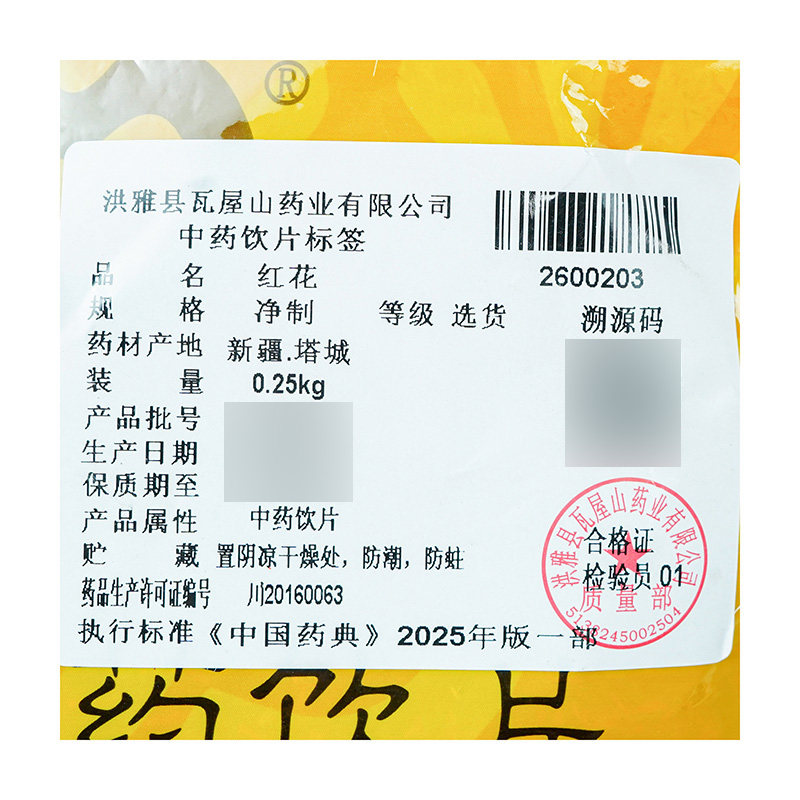 ®
洪雅县瓦屋山药业有限公司
中药饮片标签
品名 红花
2600203
规格 净制 等级 选货
溯源码
药材产地 新疆.塔城
装量 0.25kg
产品批号
生产日期
保质期至
产品属性 中药饮片
贮藏 置阴凉干燥处，防潮，防蛀
药品生产许可证编号 川20160063
执行标准《中国药典》2025年版一部
洪雅县瓦屋山药业有限公司
合格证
检验员01
质量部
5132245002504
药饮片